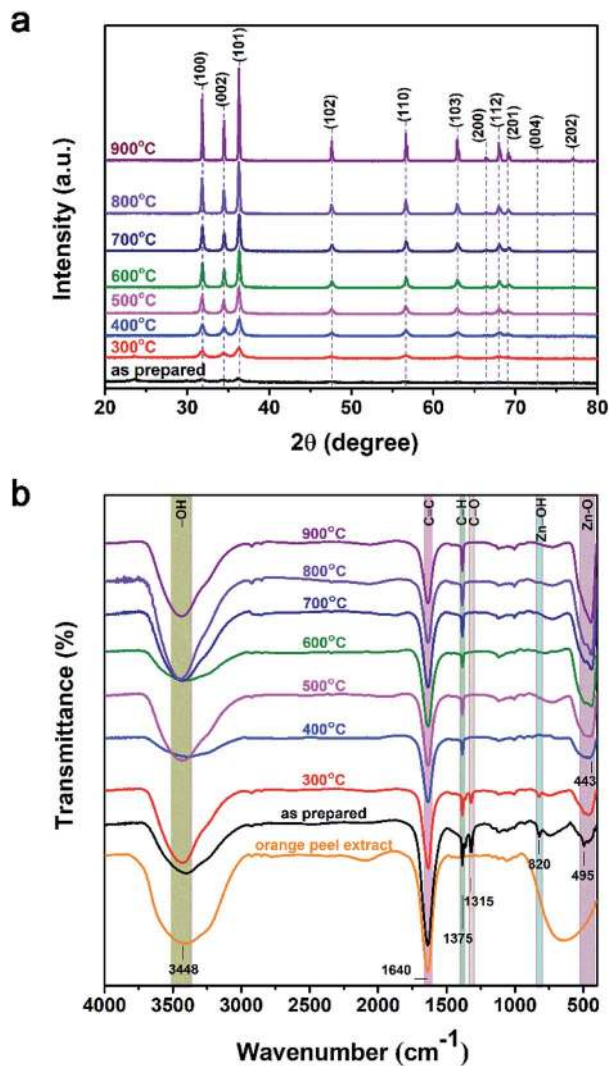 a
(100)
(002)
(101)
(102)
(110)
(103)
(200)
(112)
(201)
(004)
(202)
900°C
800°C
700°C
600°C
500°C
400°C
300°C
as prepared
Intensity (a.u.)
20 30 40 50 60 70 80
2θ (degree)
b
–OH
C=C
C–H
C–O
Zn–OH
Zn-O
900°C
800°C
700°C
600°C
500°C
400°C
443
300°C
as prepared
orange peel extract
820
495
1315
1375
3448
1640
Transmittance (%)
4000 3500 3000 2500 2000 1500 1000 500
Wavenumber (cm⁻¹)